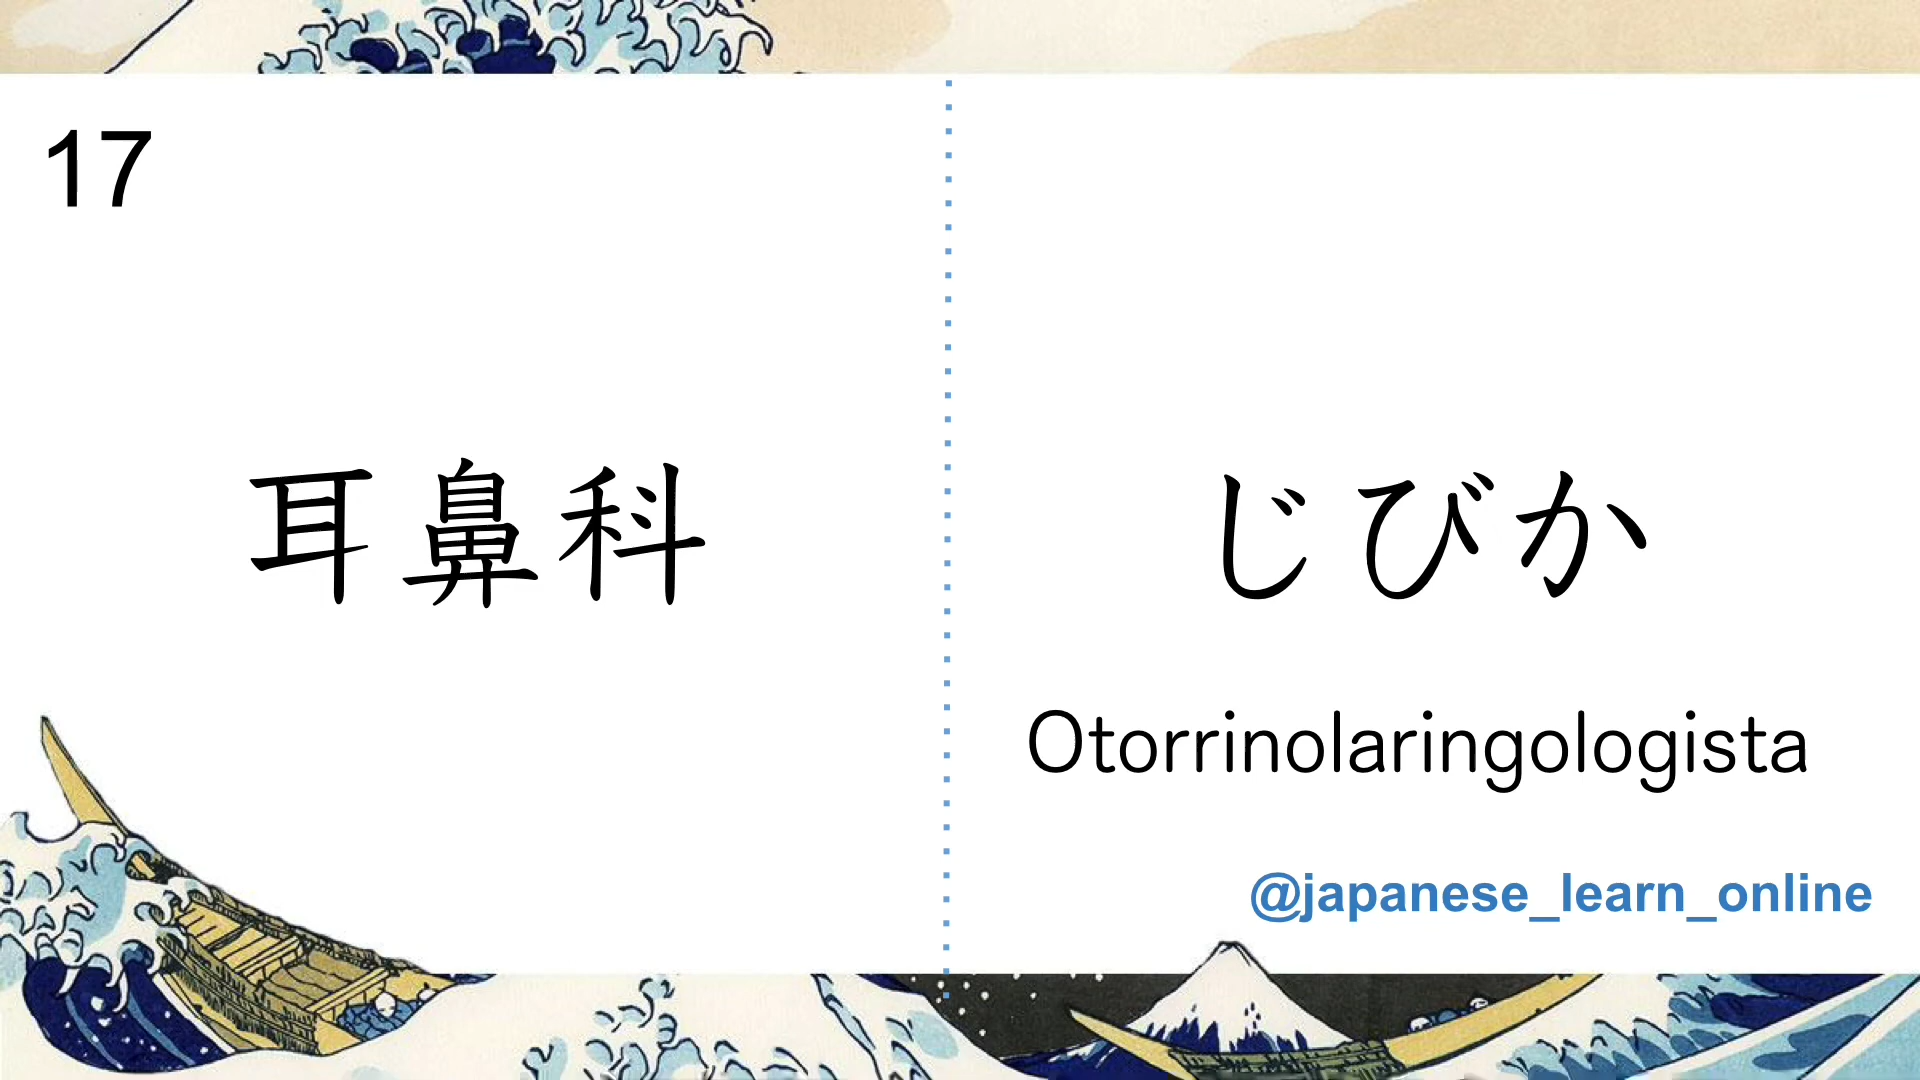 17
耳鼻科
じびか
Otorrinolaringologista
@japanese_learn_online